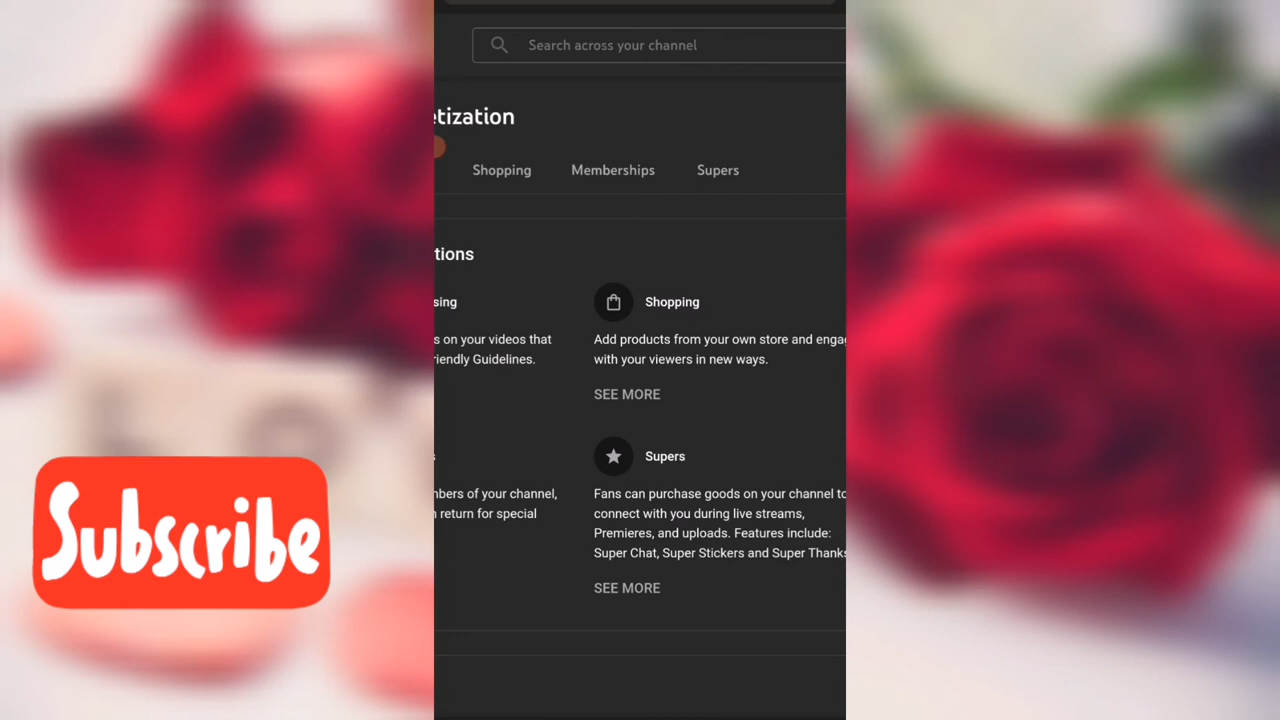 Search across your channel
etization
Shopping
Memberships
Supers
tions
sing
Shopping
s on your videos that
riendly Guidelines.
Add products from your own store and engag
with your viewers in new ways.
SEE MORE
s
Supers
nbers of your channel,
n return for special
Fans can purchase goods on your channel to
connect with you during live streams,
Premieres, and uploads. Features include:
Super Chat, Super Stickers and Super Thanks
SEE MORE
Subscribe